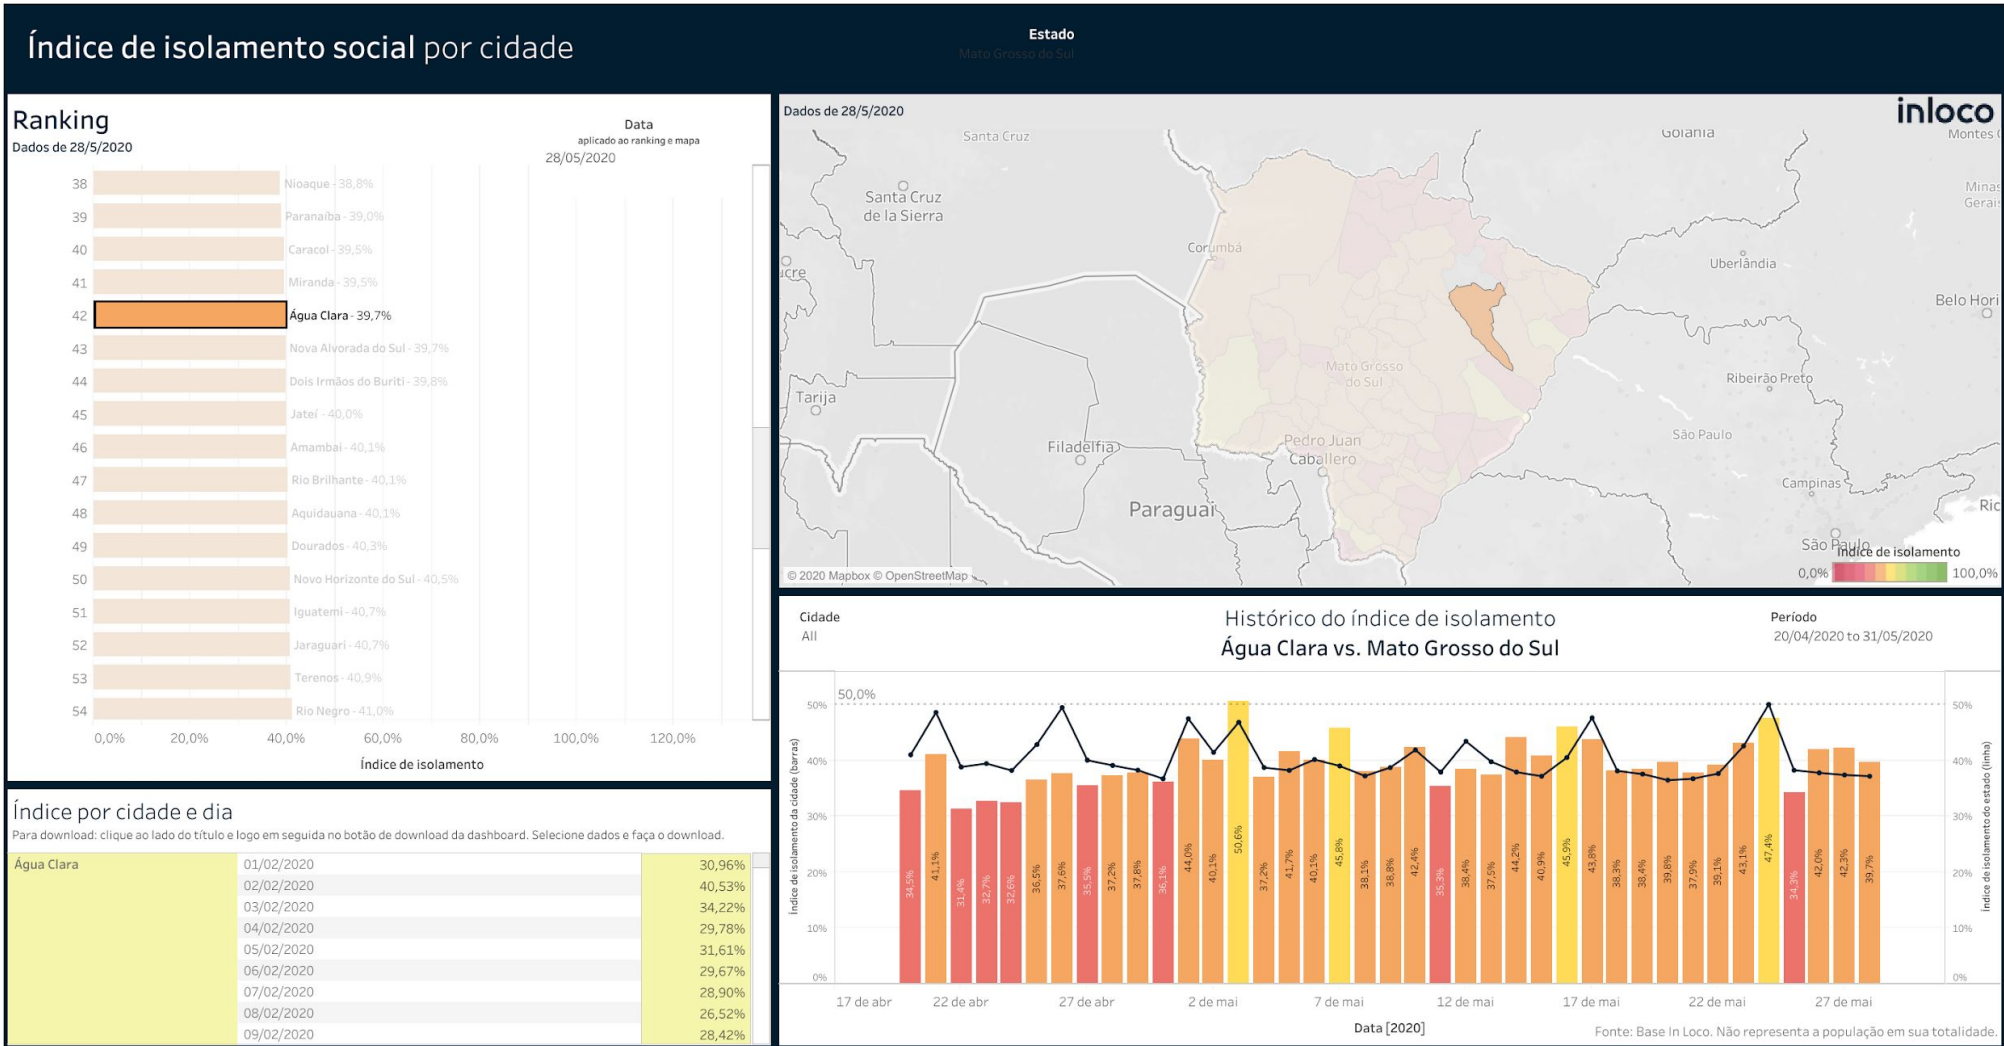 Índice de isolamento social por cidade
Estado
Mato Grosso do Sul
Ranking
Dados de 28/5/2020
Data
aplicado ao ranking e mapa
28/05/2020
38 Nioaque - 38,8%
39 Paranaíba - 39,0%
40 Caracol - 39,5%
41 Miranda - 39,5%
42 Água Clara - 39,7%
43 Nova Alvorada do Sul - 39,7%
44 Dois Irmãos do Buriti - 39,8%
45 Jateí - 40,0%
46 Amambai - 40,1%
47 Rio Brilhante - 40,1%
48 Aquidauana - 40,1%
49 Dourados - 40,3%
50 Novo Horizonte do Sul - 40,5%
51 Iguatemi - 40,7%
52 Jaraguari - 40,7%
53 Terenos - 40,9%
54 Rio Negro - 41,0%
0,0% 20,0% 40,0% 60,0% 80,0% 100,0% 120,0%
Índice de isolamento
Índice por cidade e dia
Para download: clique ao lado do título e logo em seguida no botão de download da dashboard. Selecione dados e faça o download.
Água Clara 01/02/2020 30,96%
02/02/2020 40,53%
03/02/2020 34,22%
04/02/2020 29,78%
05/02/2020 31,61%
06/02/2020 29,67%
07/02/2020 28,90%
08/02/2020 26,52%
09/02/2020 28,42%
Dados de 28/5/2020
inloco
Santa Cruz
Goiânia
Montes
Santa Cruz
de la Sierra
Minas
Gerais
Corumbá
Uberlândia
ucre
Belo Hori
Mato Grosso
do Sul
Ribeirão Preto
Tarija
São Paulo
Filadelfia
Pedro Juan
Caballero
Campinas
Paraguai
Ric
São Paulo
Índice de isolamento
0,0% 100,0%
© 2020 Mapbox © OpenStreetMap
Cidade
All
Histórico do índice de isolamento
Água Clara vs. Mato Grosso do Sul
Período
20/04/2020 to 31/05/2020
50,0%
50%
40%
30%
20%
10%
0%
Índice de isolamento da cidade (barras)
34,5% 41,1% 31,4% 32,7% 32,6% 36,5% 37,6% 35,5% 37,2% 37,8% 36,1% 44,0% 40,1% 50,6% 37,2% 41,7% 40,1% 45,8% 38,1% 38,8% 42,4% 35,3% 38,4% 37,5% 44,2% 40,9% 45,9% 43,8% 38,3% 38,4% 39,8% 37,9% 39,1% 43,1% 47,4% 34,3% 42,0% 42,3% 39,7%
50%
40%
30%
20%
10%
0%
Índice de isolamento do estado (linha)
17 de abr 22 de abr 27 de abr 2 de mai 7 de mai 12 de mai 17 de mai 22 de mai 27 de mai
Data [2020]
Fonte: Base In Loco. Não representa a população em sua totalidade.